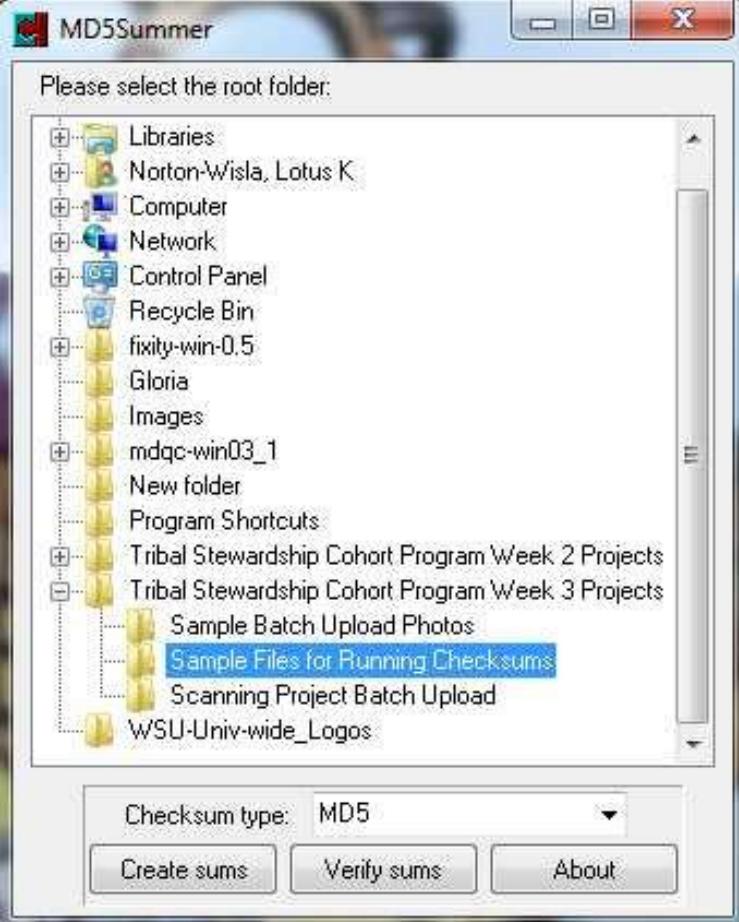 MD5Summer
Please select the root folder:
Libraries
Norton-Wisla, Lotus K
Computer
Network
Control Panel
Recycle Bin
fixity-win-0.5
Gloria
Images
mdqc-win03_1
New folder
Program Shortcuts
Tribal Stewardship Cohort Program Week 2 Projects
Tribal Stewardship Cohort Program Week 3 Projects
Sample Batch Upload Photos
Sample Files for Running Checksums
Scanning Project Batch Upload
WSU-Univ-wide_Logos
Checksum type: MD5
Create sums Verify sums About